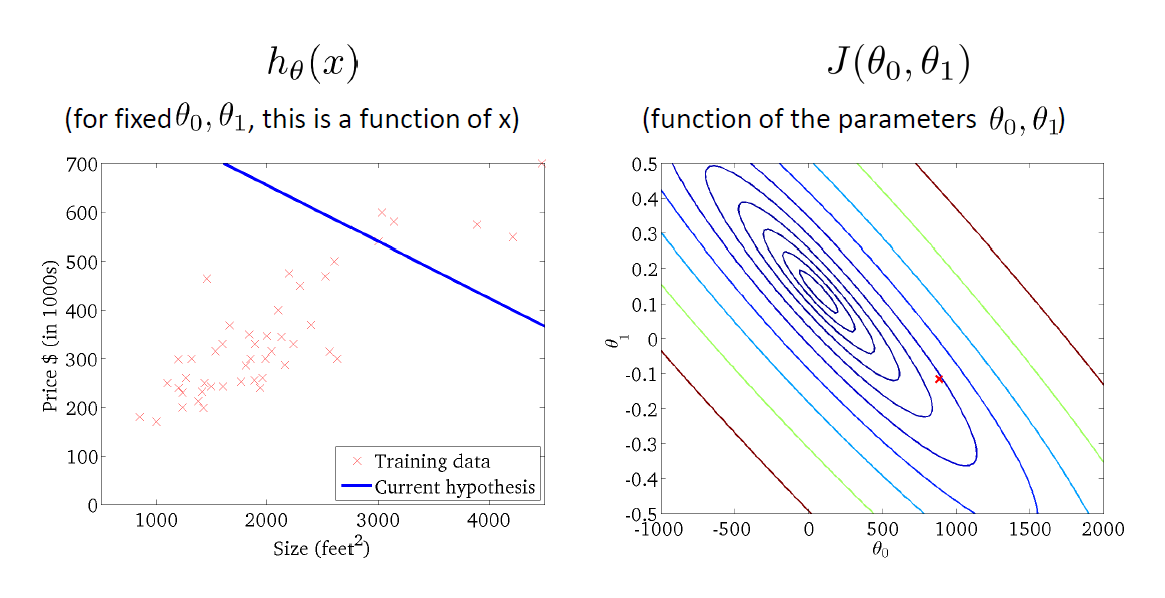 hθ(x)
(for fixed θ₀, θ₁, this is a function of x)
700
600
500
400
300
200
100
0
Price $ (in 1000s)
1000 2000 3000 4000
Size (feet²)
Training data
Current hypothesis
J(θ₀, θ₁)
(function of the parameters θ₀, θ₁)
0.5
0.4
0.3
0.2
0.1
0
-0.1
-0.2
-0.3
-0.4
-0.5
θ₁
-1000 -500 0 500 1000 1500 2000
θ₀